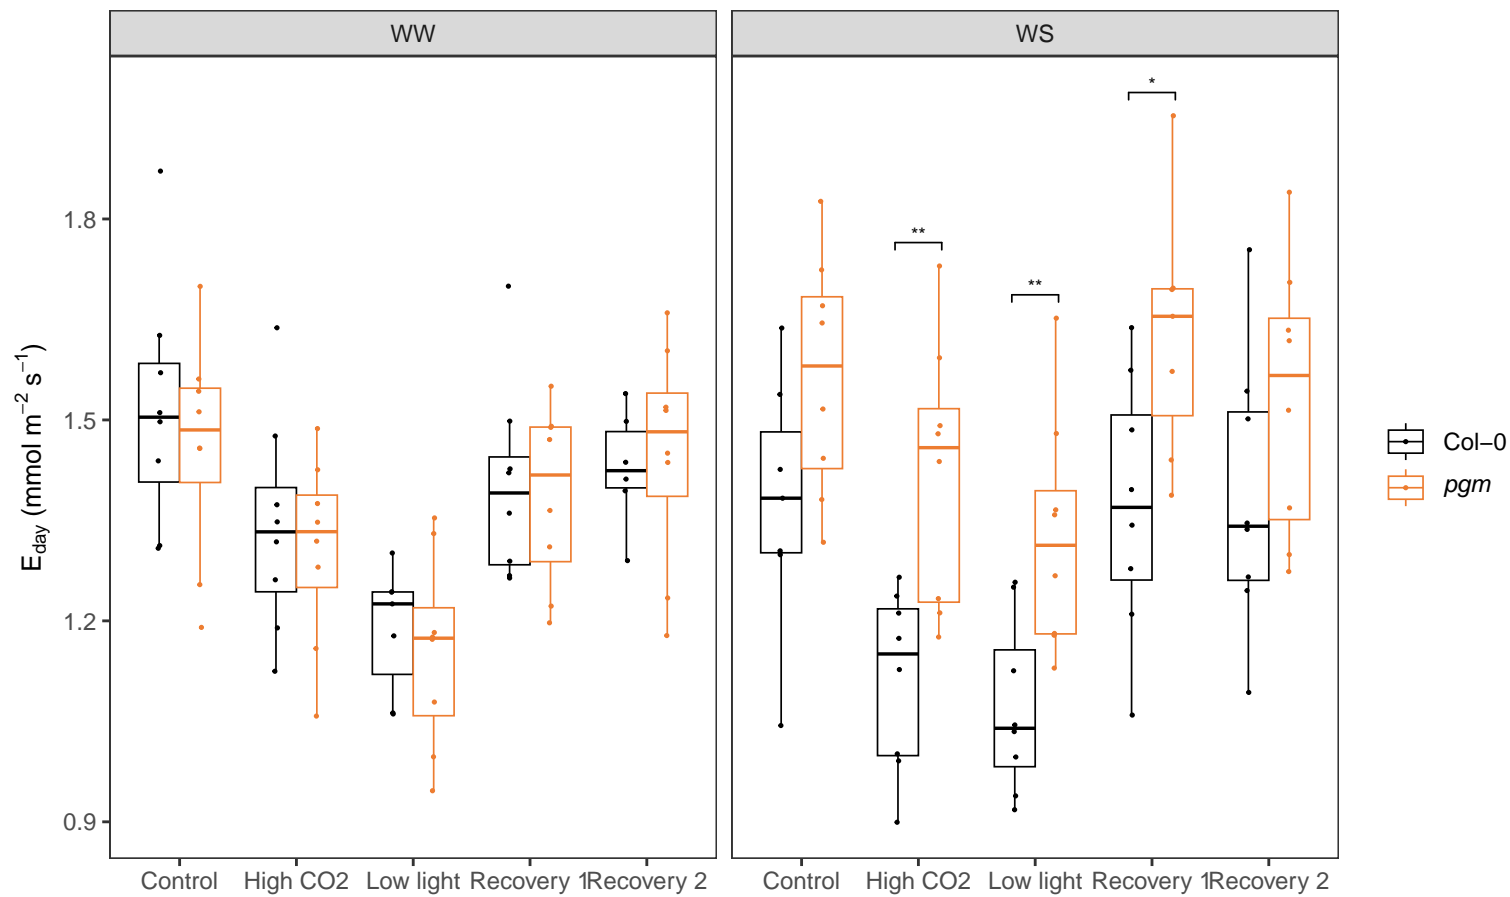 WW
WS
*
**
**
1.8
1.5
1.2
0.9
E_day (mmol m⁻² s⁻¹)
Control High CO2 Low light Recovery 1 Recovery 2
Control High CO2 Low light Recovery 1 Recovery 2
Col−0
pgm